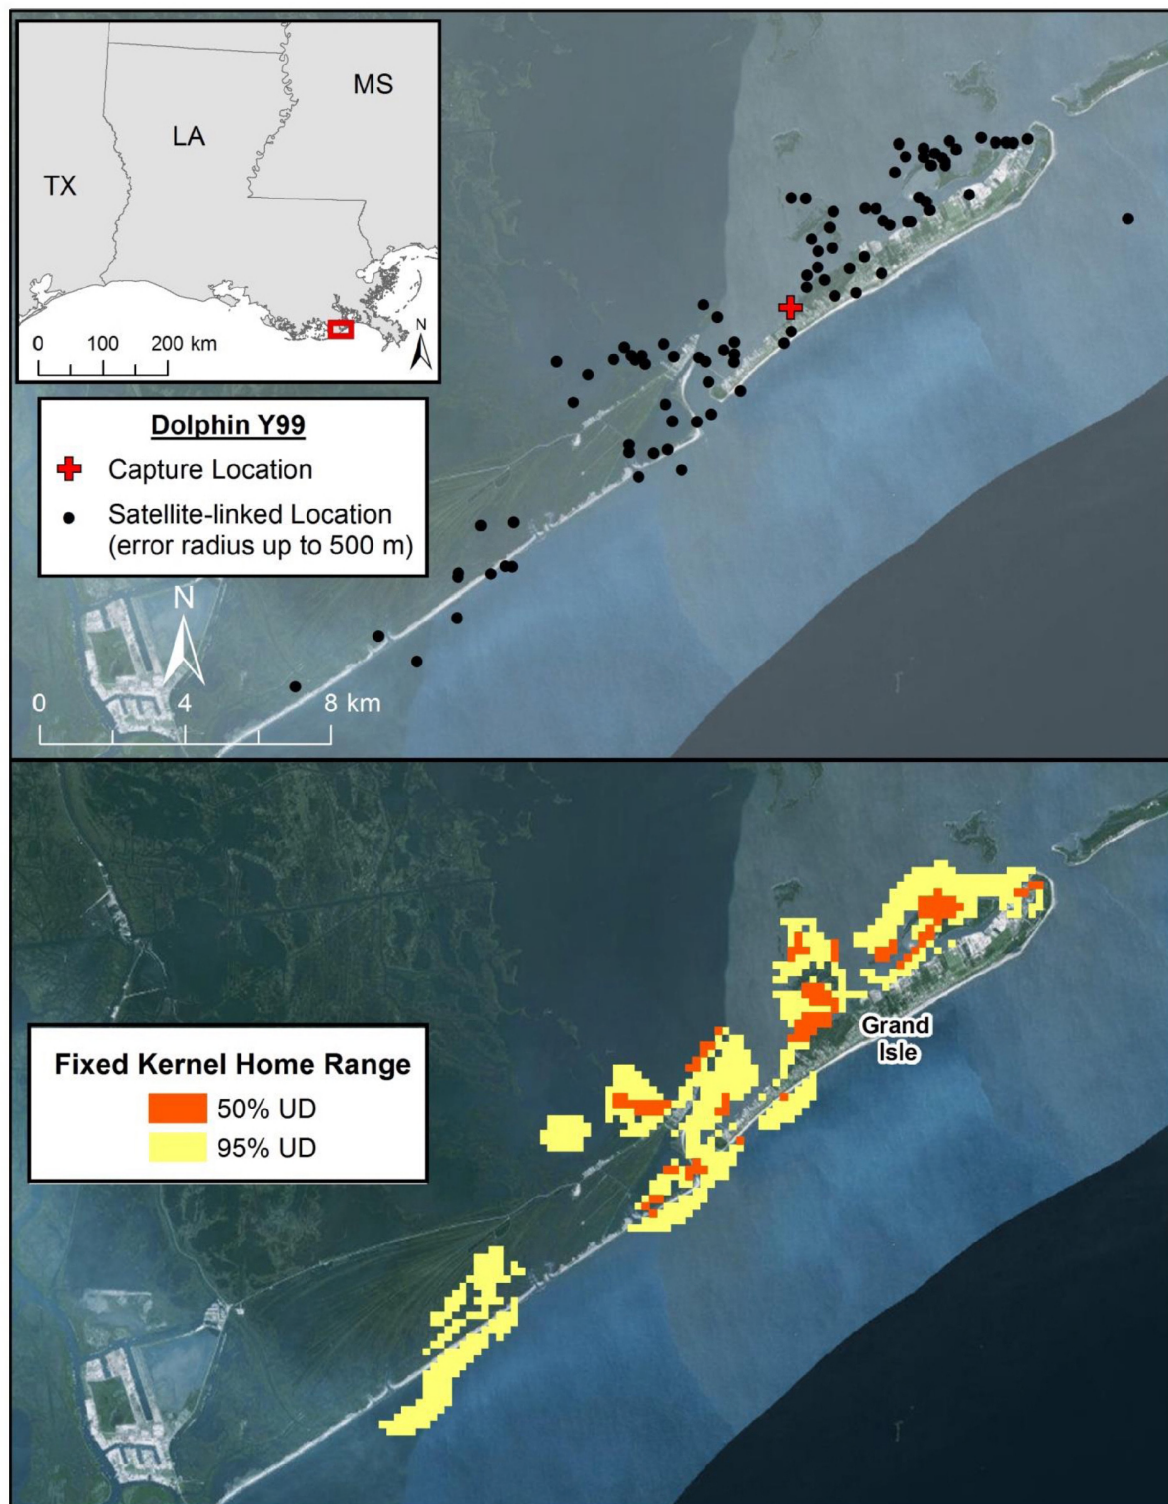 MS
LA
TX
0 100 200 km
N
Dolphin Y99
Capture Location
Satellite-linked Location
(error radius up to 500 m)
N
0 4 8 km
Grand
Isle
Fixed Kernel Home Range
50% UD
95% UD